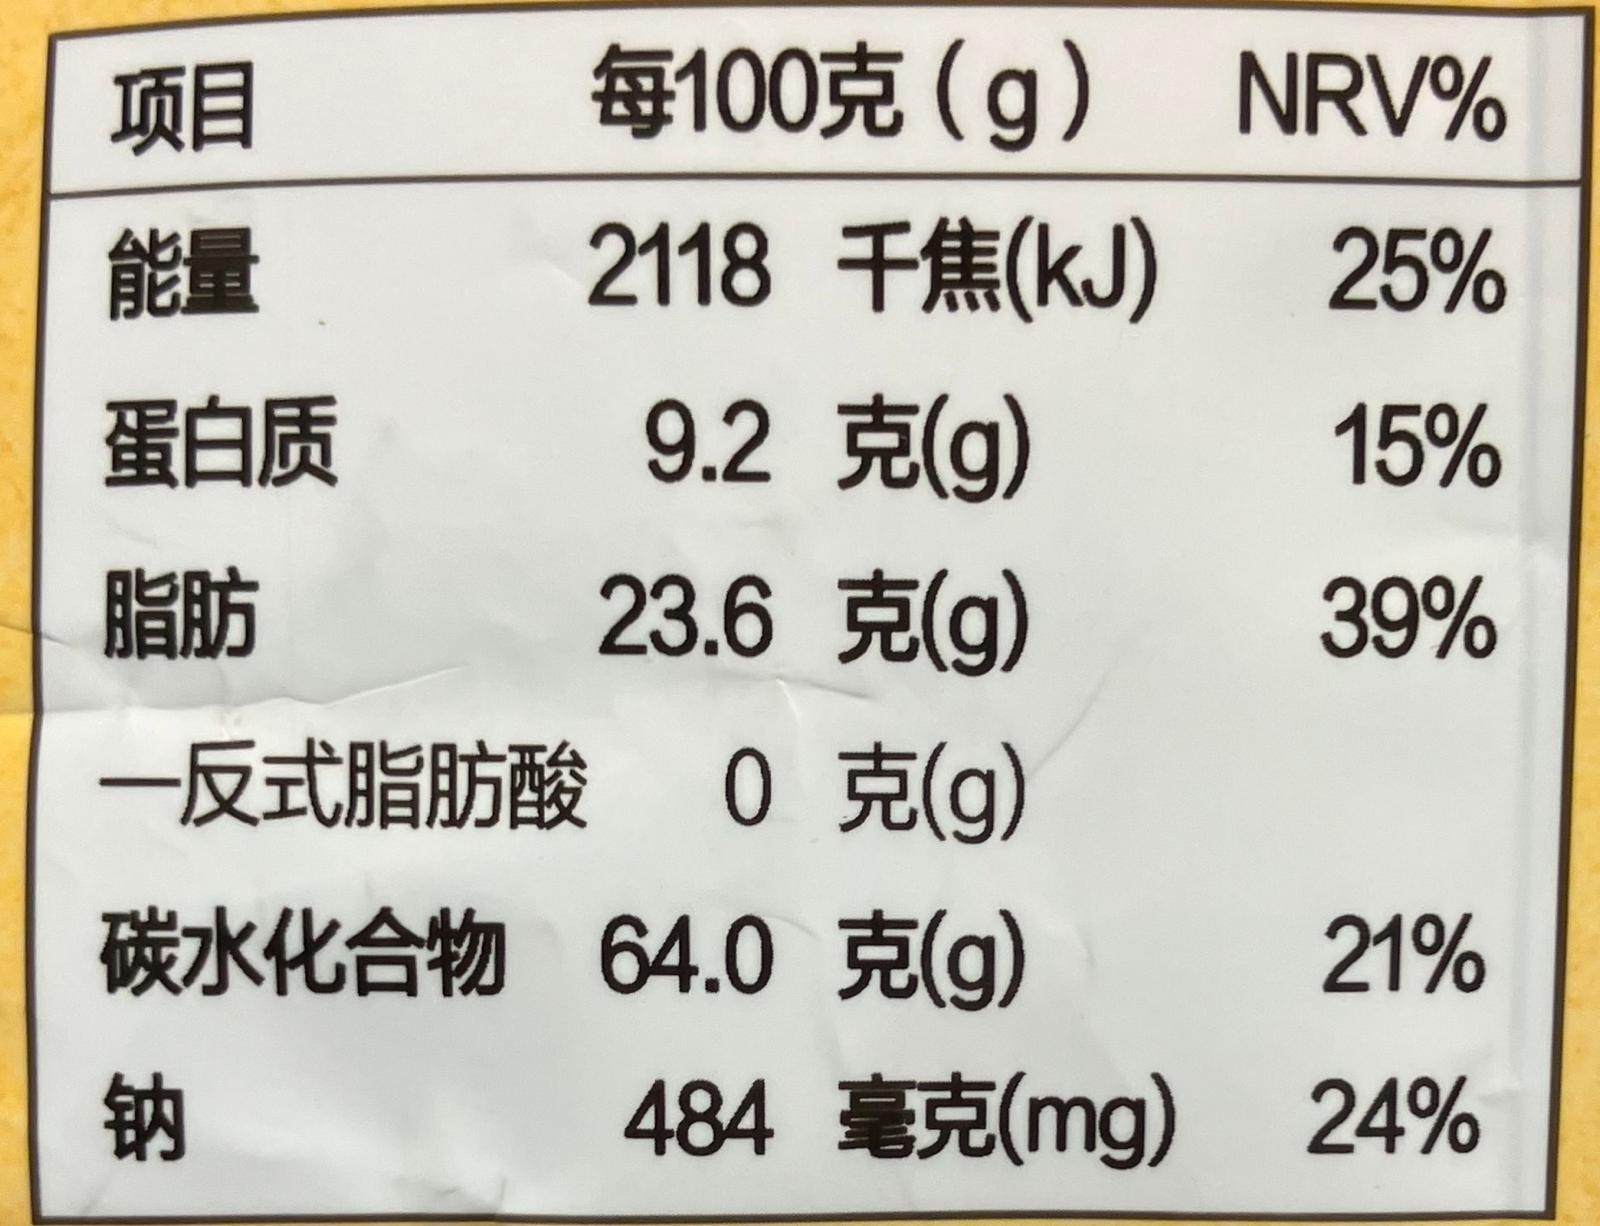 项目 每100克（g） NRV%
能量 2118 千焦(kJ) 25%
蛋白质 9.2 克(g) 15%
脂肪 23.6 克(g) 39%
一反式脂肪酸 0 克(g)
碳水化合物 64.0 克(g) 21%
钠 484 毫克(mg) 24%